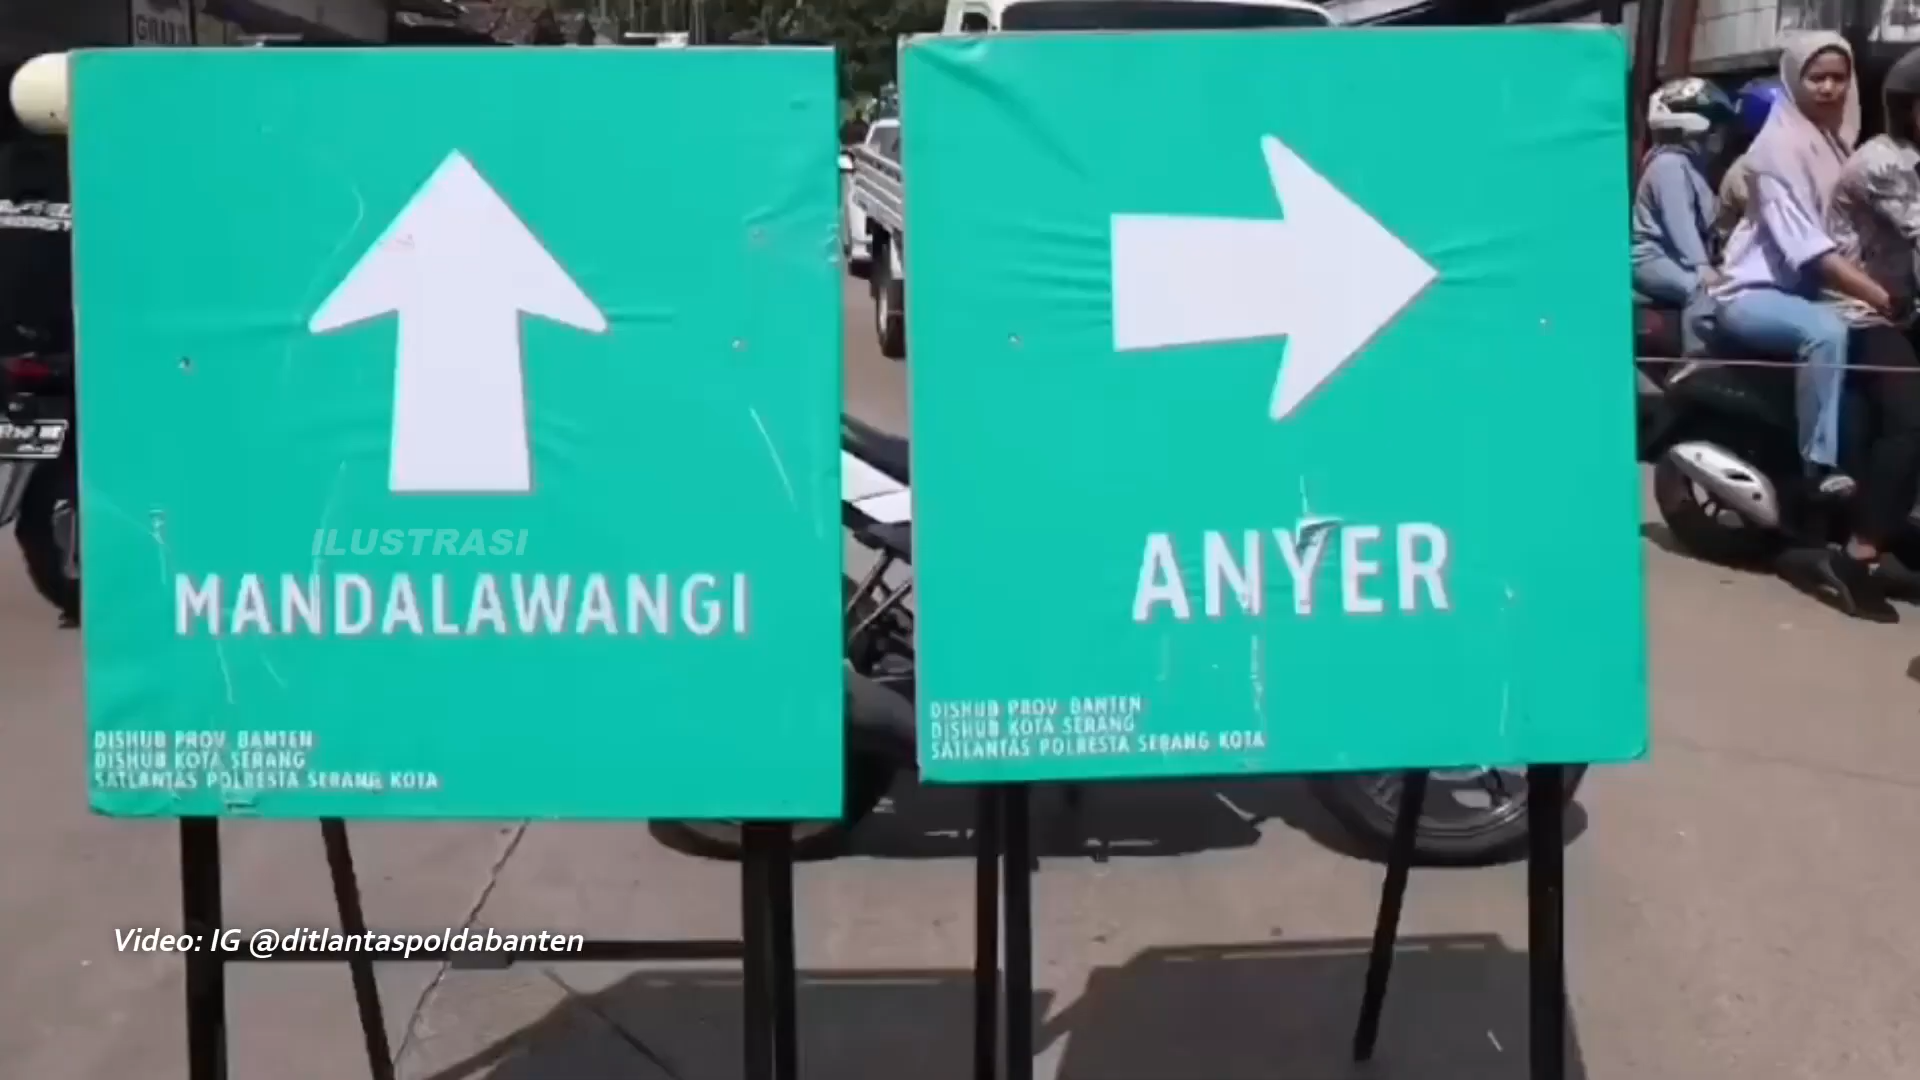 ILUSTRASI
MANDALAWANGI
DISHUB PROV. BANTEN
DISHUB KOTA SERANG
SATLANTAS POLRESTA SERANG KOTA
ANYER
DISHUB PROV. BANTEN
DISHUB KOTA SERANG
SATLANTAS POLRESTA SERANG KOTA
Video: IG @ditlantaspoldabanten